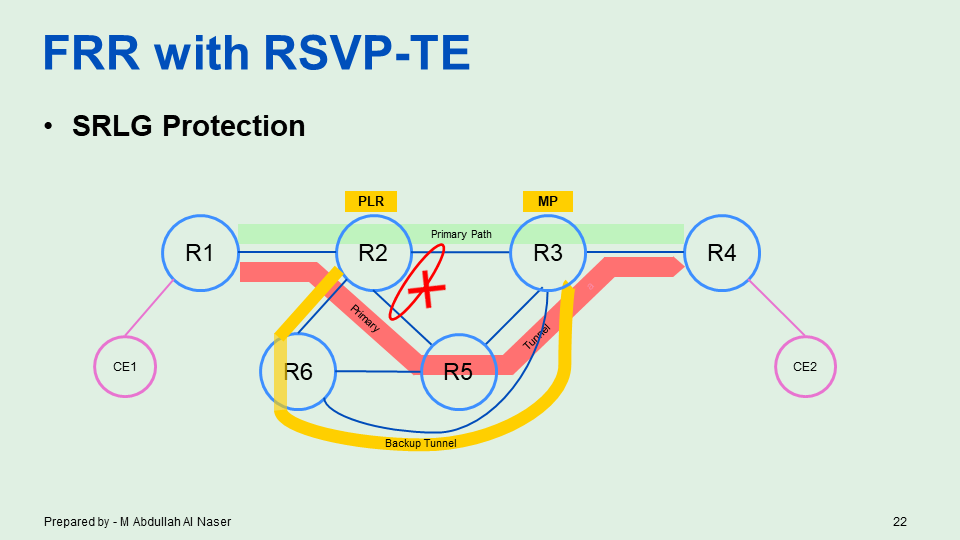 FRR with RSVP-TE
• SRLG Protection
PLR
MP
Primary Path
R1
R2
R3
R4
Primary
Tunnel
CE1
R6
R5
CE2
Backup Tunnel
Prepared by - M Abdullah Al Naser
22